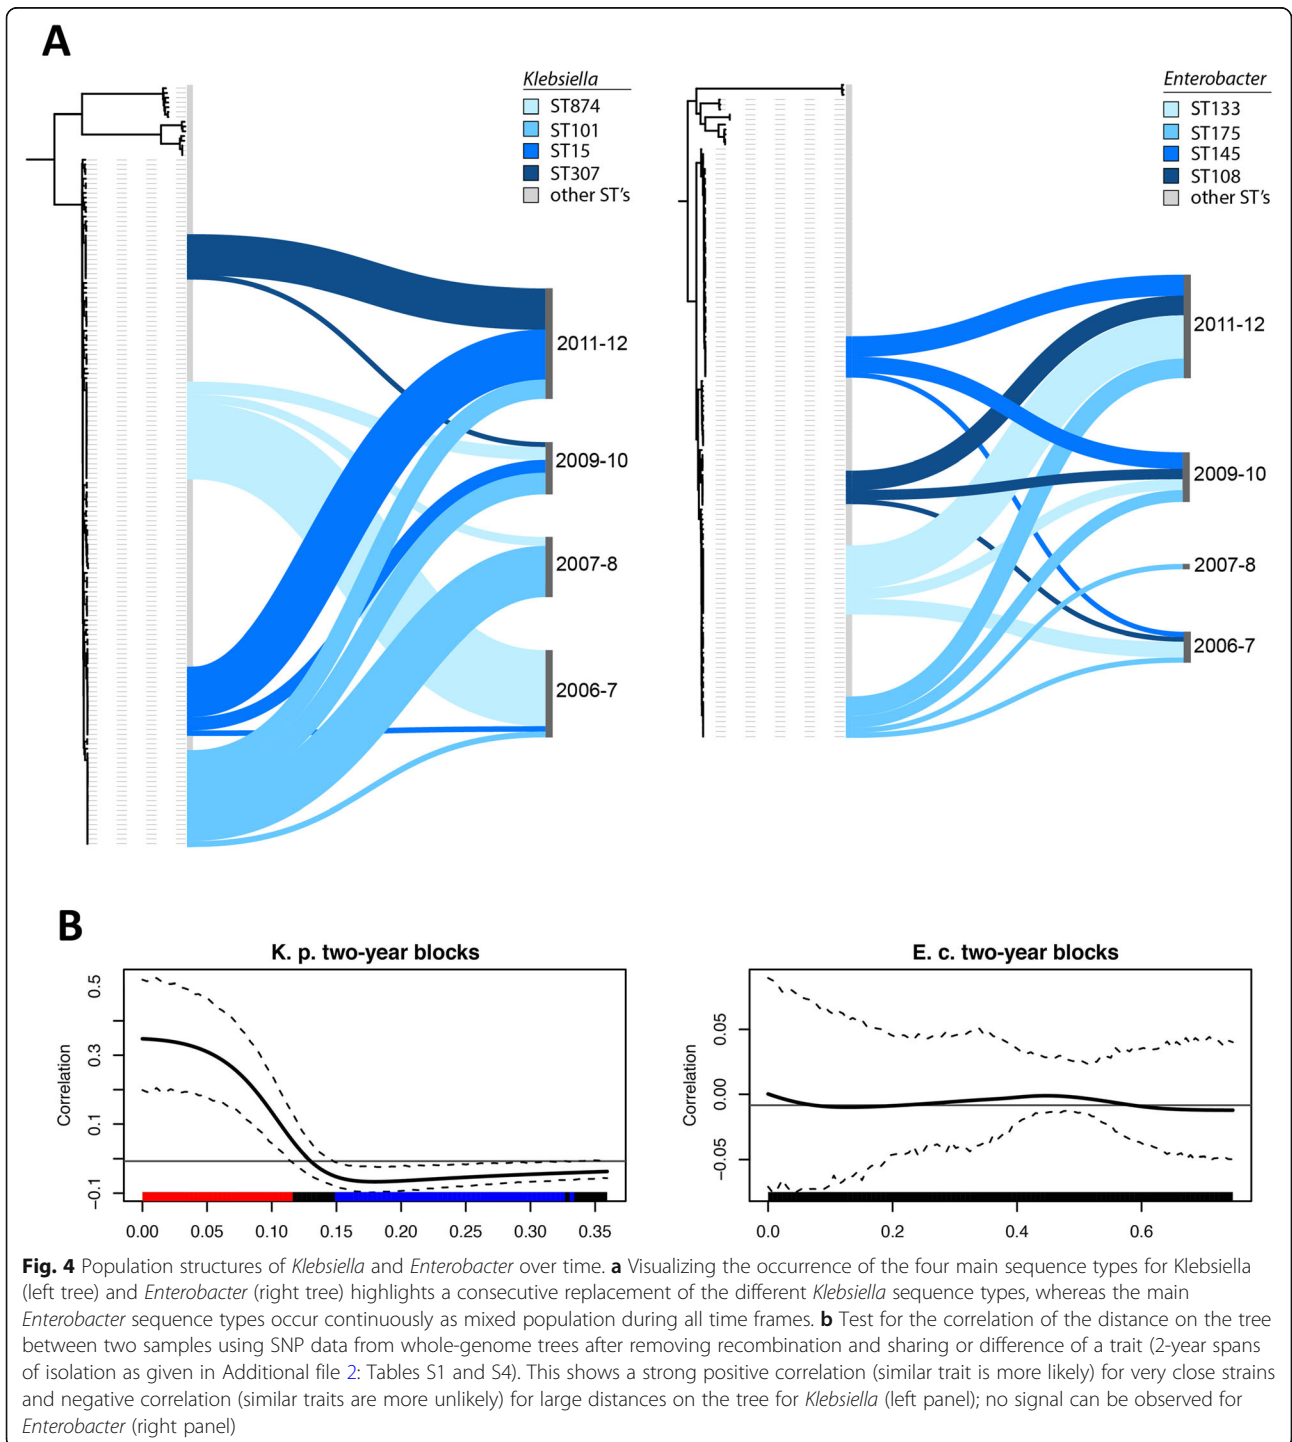 A
Klebsiella
ST874
ST101
ST15
ST307
other ST's
2011-12
2009-10
2007-8
2006-7
Enterobacter
ST133
ST175
ST145
ST108
other ST's
2011-12
2009-10
2007-8
2006-7
B
K. p. two-year blocks
Correlation
0.5
0.3
0.1
−0.1
0.00 0.05 0.10 0.15 0.20 0.25 0.30 0.35
E. c. two-year blocks
Correlation
0.05
0.00
−0.05
0.0 0.2 0.4 0.6
Fig. 4 Population structures of Klebsiella and Enterobacter over time. a Visualizing the occurrence of the four main sequence types for Klebsiella
(left tree) and Enterobacter (right tree) highlights a consecutive replacement of the different Klebsiella sequence types, whereas the main
Enterobacter sequence types occur continuously as mixed population during all time frames. b Test for the correlation of the distance on the tree
between two samples using SNP data from whole-genome trees after removing recombination and sharing or difference of a trait (2-year spans
of isolation as given in Additional file 2: Tables S1 and S4). This shows a strong positive correlation (similar trait is more likely) for very close strains
and negative correlation (similar traits are more unlikely) for large distances on the tree for Klebsiella (left panel); no signal can be observed for
Enterobacter (right panel)